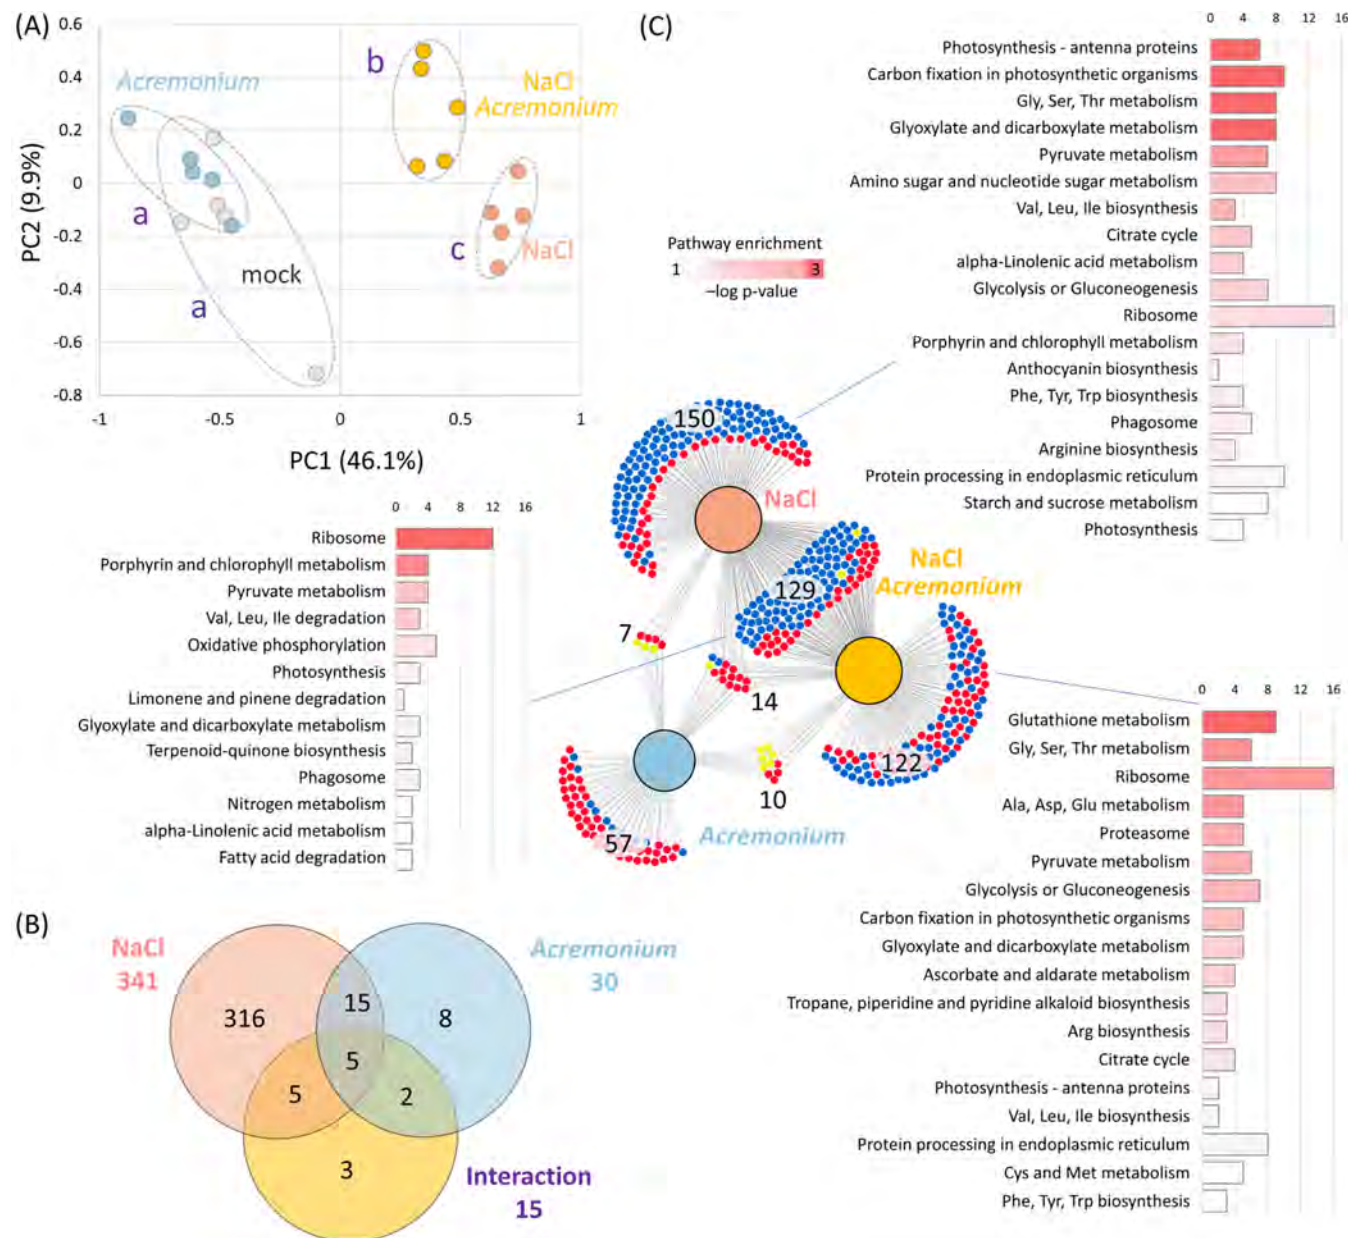 (A)
0.6
0.4
0.2
0
-0.2
-0.4
-0.6
-0.8
PC2 (9.9%)
-1
-0.5
0
0.5
1
PC1 (46.1%)
Acremonium
a
mock
a
b
NaCl
Acremonium
c
NaCl
(C)
0 4 8 12 16
Photosynthesis - antenna proteins
Carbon fixation in photosynthetic organisms
Gly, Ser, Thr metabolism
Glyoxylate and dicarboxylate metabolism
Pyruvate metabolism
Amino sugar and nucleotide sugar metabolism
Val, Leu, Ile biosynthesis
Citrate cycle
alpha-Linolenic acid metabolism
Glycolysis or Gluconeogenesis
Ribosome
Porphyrin and chlorophyll metabolism
Anthocyanin biosynthesis
Phe, Tyr, Trp biosynthesis
Phagosome
Arginine biosynthesis
Protein processing in endoplasmic reticulum
Starch and sucrose metabolism
Photosynthesis
Pathway enrichment
1 3
–log p-value
150
NaCl
129
NaCl
Acremonium
7
14
10
122
57
Acremonium
0 4 8 12 16
Ribosome
Porphyrin and chlorophyll metabolism
Pyruvate metabolism
Val, Leu, Ile degradation
Oxidative phosphorylation
Photosynthesis
Limonene and pinene degradation
Glyoxylate and dicarboxylate metabolism
Terpenoid-quinone biosynthesis
Phagosome
Nitrogen metabolism
alpha-Linolenic acid metabolism
Fatty acid degradation
0 4 8 12 16
Glutathione metabolism
Gly, Ser, Thr metabolism
Ribosome
Ala, Asp, Glu metabolism
Proteasome
Pyruvate metabolism
Glycolysis or Gluconeogenesis
Carbon fixation in photosynthetic organisms
Glyoxylate and dicarboxylate metabolism
Ascorbate and aldarate metabolism
Tropane, piperidine and pyridine alkaloid biosynthesis
Arg biosynthesis
Citrate cycle
Photosynthesis - antenna proteins
Val, Leu, Ile biosynthesis
Protein processing in endoplasmic reticulum
Cys and Met metabolism
Phe, Tyr, Trp biosynthesis
(B)
NaCl
341
Acremonium
30
316
15
8
5
5
2
3
Interaction
15